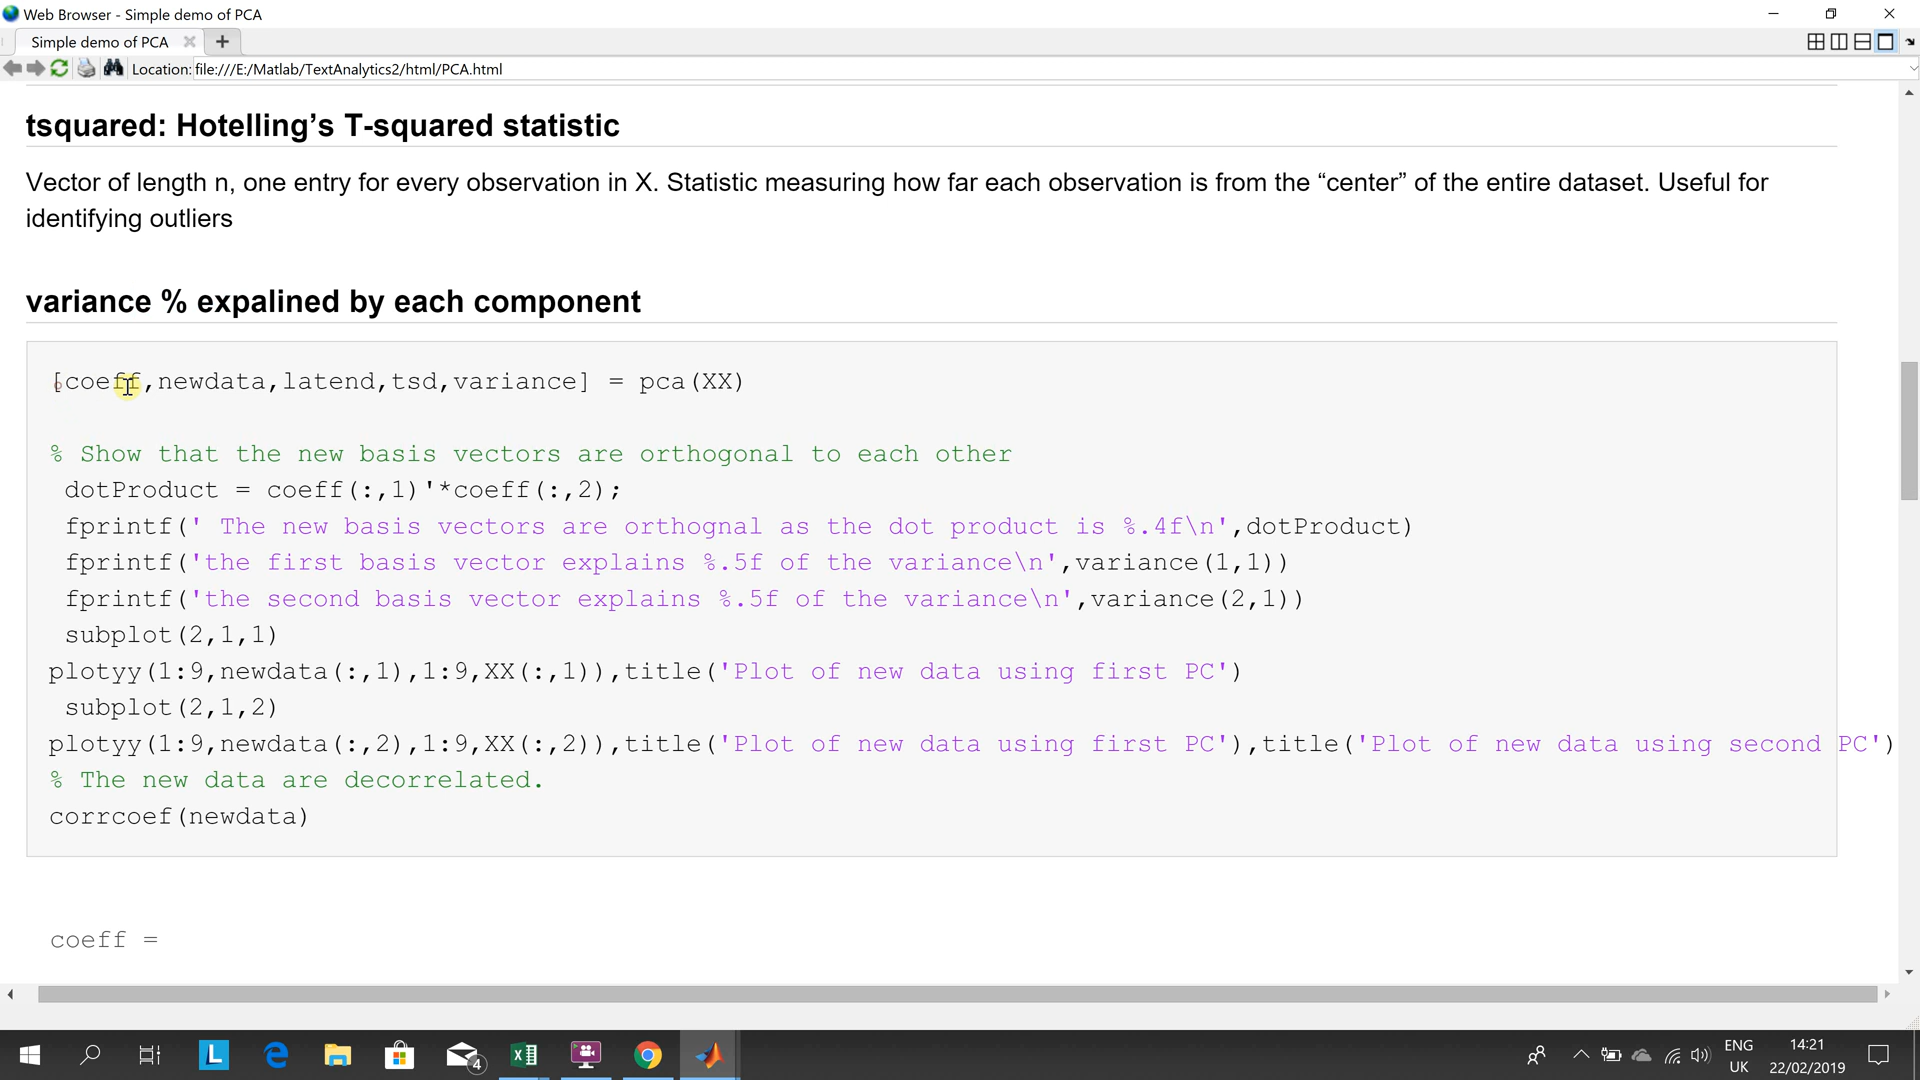 Web Browser - Simple demo of PCA
Simple demo of PCA
Location: file:///E:/Matlab/TextAnalytics2/html/PCA.html
tsquared: Hotelling’s T-squared statistic
Vector of length n, one entry for every observation in X. Statistic measuring how far each observation is from the “center” of the entire dataset. Useful for
identifying outliers
variance % expalined by each component
[coeff,newdata,latend,tsd,variance] = pca(XX)
% Show that the new basis vectors are orthogonal to each other
dotProduct = coeff(:,1)'*coeff(:,2);
fprintf(' The new basis vectors are orthognal as the dot product is %.4f\n',dotProduct)
fprintf('the first basis vector explains %.5f of the variance\n',variance(1,1))
fprintf('the second basis vector explains %.5f of the variance\n',variance(2,1))
subplot(2,1,1)
plotyy(1:9,newdata(:,1),1:9,XX(:,1)),title('Plot of new data using first PC')
subplot(2,1,2)
plotyy(1:9,newdata(:,2),1:9,XX(:,2)),title('Plot of new data using first PC'),title('Plot of new data using second PC')
% The new data are decorrelated.
corrcoef(newdata)
coeff =
L
4
ENG
UK
14:21
22/02/2019